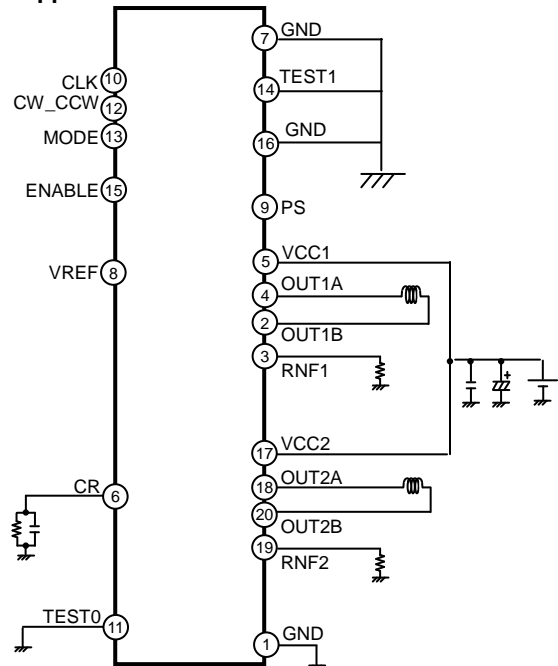 7 GND
10 CLK
14 TEST1
12 CW_CCW
13 MODE
16 GND
15 ENABLE
9 PS
5 VCC1
8 VREF
4 OUT1A
2 OUT1B
3 RNF1
+
17 VCC2
18 OUT2A
6 CR
20 OUT2B
19 RNF2
11 TEST0
1 GND